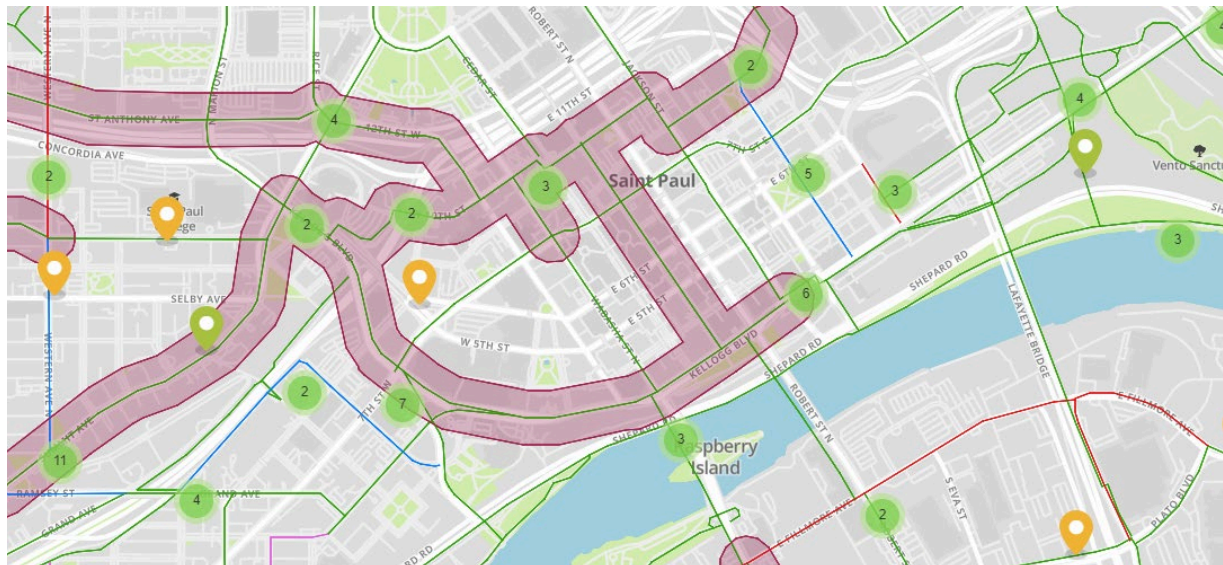 WESTERN AVE N
N MARION ST
RICE ST
CEDAR ST
ROBERT ST N
JACKSON ST
E 11TH ST
2
4
4
ST ANTHONY AVE
12TH ST W
CONCORDIA AVE
7TH ST E
Vento Sanctu
2
3
Saint Paul
5
3
2
2
SELBY AVE
E 6TH ST
E 5TH ST
SHEPARD RD
3
6
W 5TH ST
WABASHA ST N
KELLOGG BLVD
SHEPARD RD
LAFAYETTE BRIDGE
WESTERN AVE N
2
7TH ST N
7
ROBERT ST N
E FILLMORE AVE
SHEPARD RD
3
Raspberry
Island
11
RAMSEY ST
4
GRAND AVE
2
S EVA ST
PLATO BLVD
E FILLMORE AVE